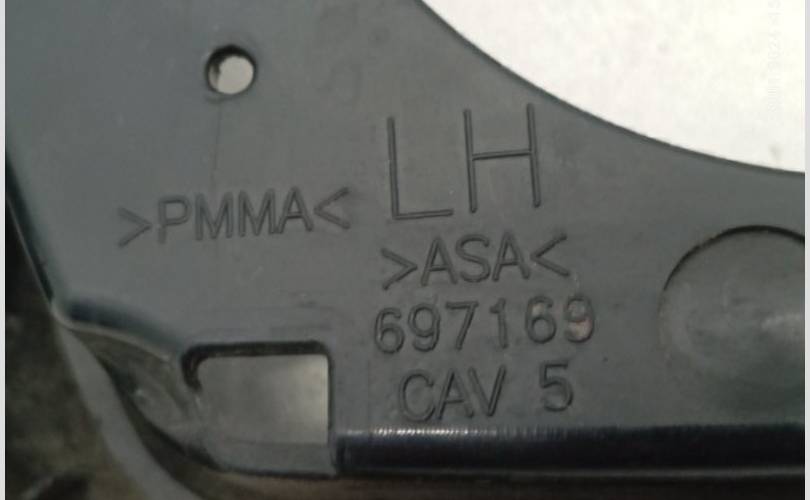 LH
>PMMA<
>ASA<
697169
CAV 5